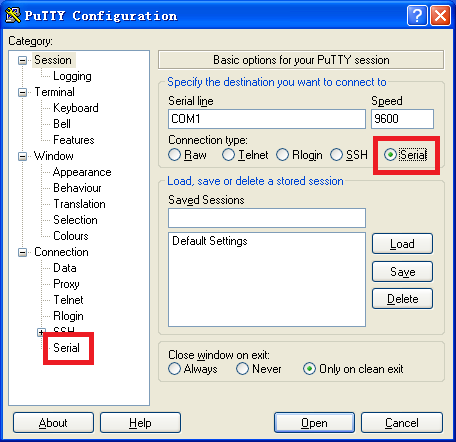 PuTTY Configuration
Category:
Session
Logging
Terminal
Keyboard
Bell
Features
Window
Appearance
Behaviour
Translation
Selection
Colours
Connection
Data
Proxy
Telnet
Rlogin
SSH
Serial
Basic options for your PuTTY session
Specify the destination you want to connect to
Serial line Speed
COM1 9600
Connection type:
Raw Telnet Rlogin SSH Serial
Load, save or delete a stored session
Saved Sessions
Default Settings
Load
Save
Delete
Close window on exit:
Always Never Only on clean exit
About Help Open Cancel